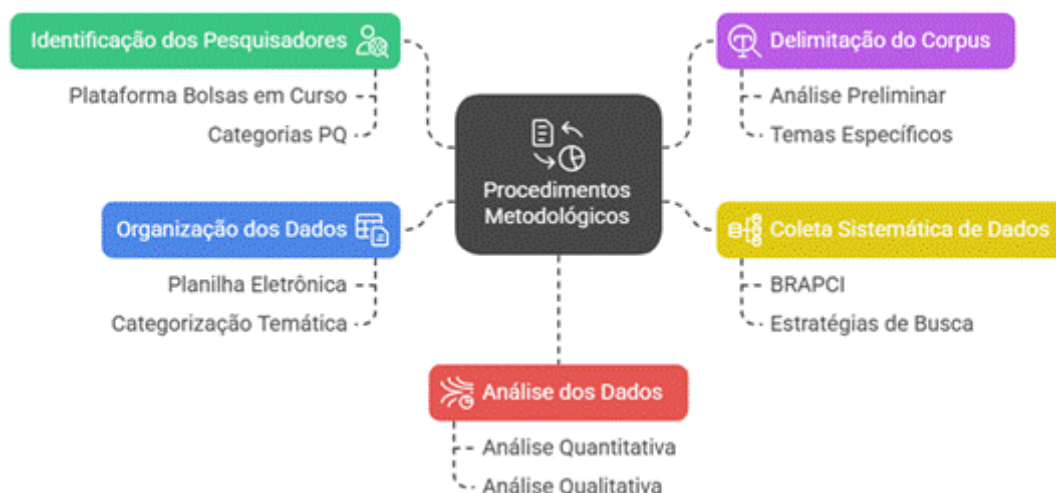 Identificação dos Pesquisadores
Plataforma Bolsas em Curso
Categorias PQ
Delimitação do Corpus
Análise Preliminar
Temas Específicos
Procedimentos
Metodológicos
Organização dos Dados
Planilha Eletrônica
Categorização Temática
Coleta Sistemática de Dados
BRAPCI
Estratégias de Busca
Análise dos Dados
Análise Quantitativa
Análise Qualitativa